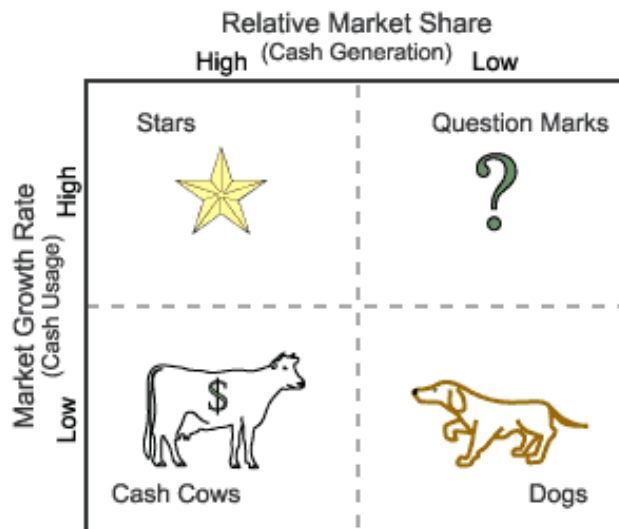 Relative Market Share
(Cash Generation)
High
Low
Market Growth Rate
(Cash Usage)
High
Low
Stars
Question Marks
?
$
Cash Cows
Dogs